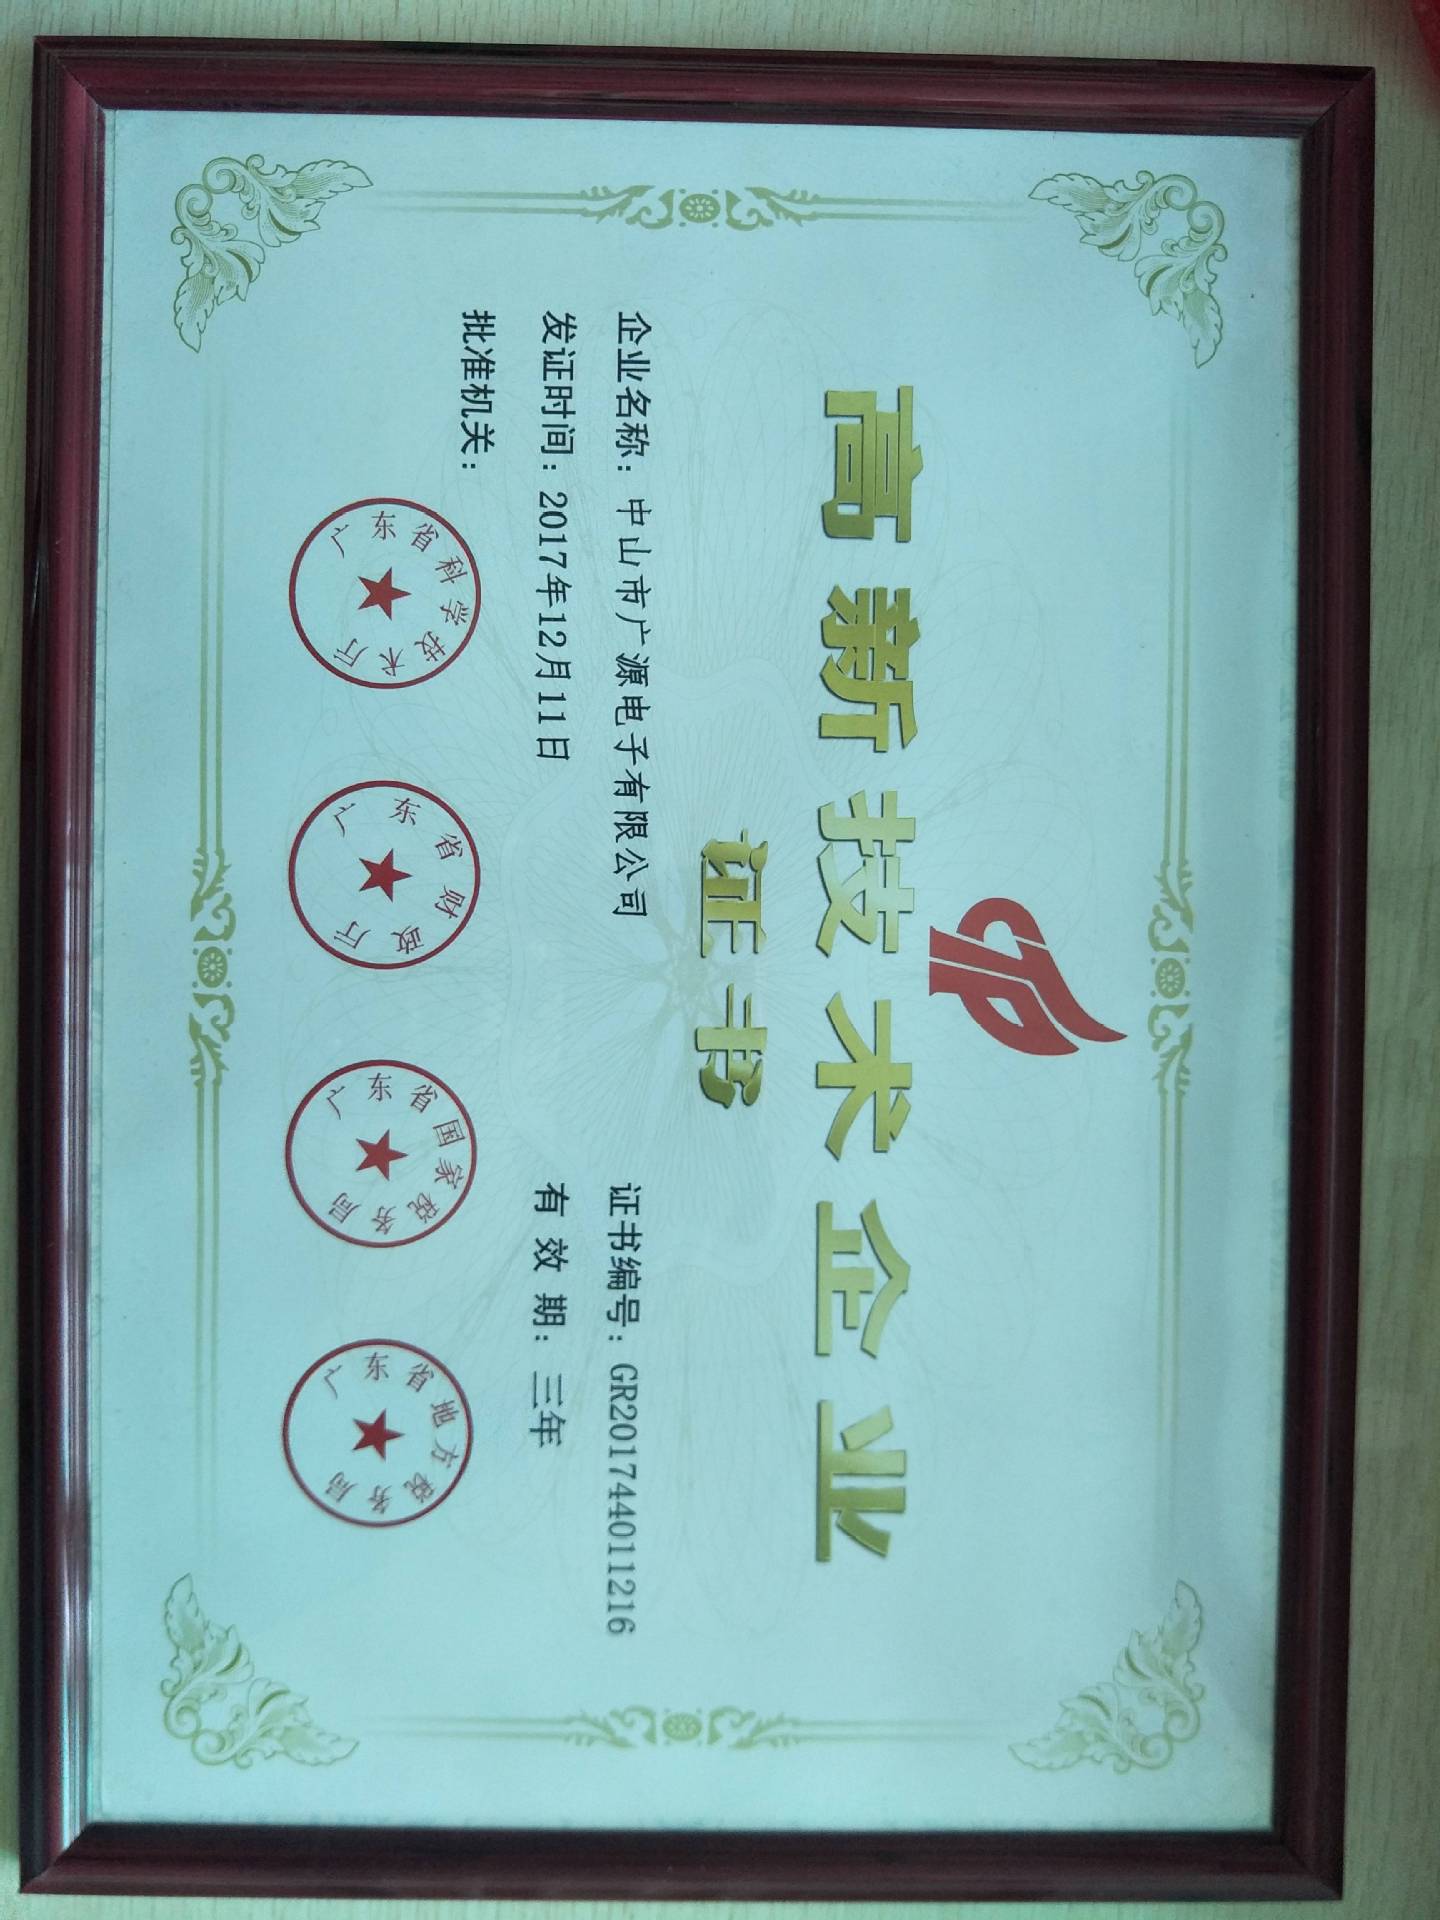 高新技术企业
证书
企业名称：中山市广源电子有限公司
证书编号：GR201744011216
发证时间：2017年12月11日
有效期：三年
批准机关：
广东省科学技术厅
广东省财政厅
广东省国家税务局
广东省地方税务局